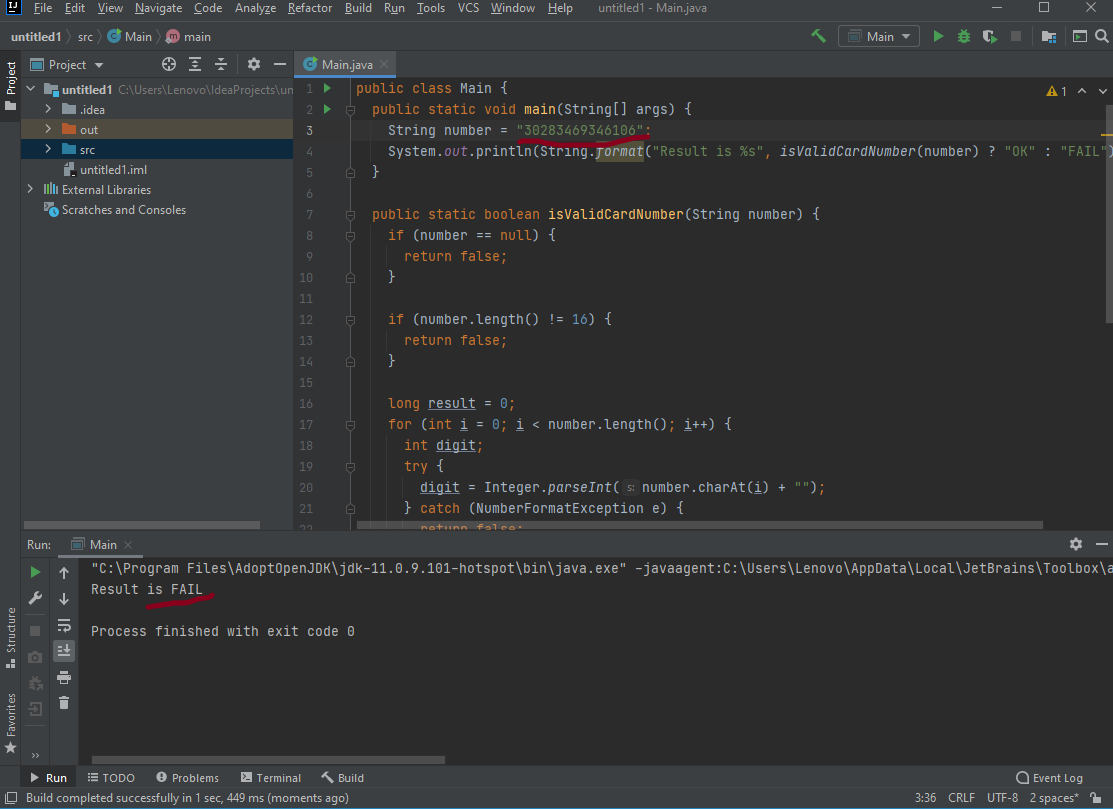 File Edit View Navigate Code Analyze Refactor Build Run Tools VCS Window Help untitled1 - Main.java
untitled1 src Main main
Main
Project
Main.java
Project
untitled1 C:\Users\Lenovo\IdeaProjects\un
.idea
out
src
untitled1.iml
External Libraries
Scratches and Consoles
1 public class Main {
2 public static void main(String[] args) {
3 String number = "30283469346106";
4 System.out.println(String.format("Result is %s", isValidCardNumber(number) ? "OK" : "FAIL")
5 }
6
7 public static boolean isValidCardNumber(String number) {
8 if (number == null) {
9 return false;
10 }
11
12 if (number.length() != 16) {
13 return false;
14 }
15
16 long result = 0;
17 for (int i = 0; i < number.length(); i++) {
18 int digit;
19 try {
20 digit = Integer.parseInt( s: number.charAt(i) + "");
21 } catch (NumberFormatException e) {
22 return false;
1
Run: Main
"C:\Program Files\AdoptOpenJDK\jdk-11.0.9.101-hotspot\bin\java.exe" -javaagent:C:\Users\Lenovo\AppData\Local\JetBrains\Toolbox\a
Result is FAIL
Process finished with exit code 0
Structure
Favorites
Run TODO Problems Terminal Build Event Log
Build completed successfully in 1 sec, 449 ms (moments ago) 3:36 CRLF UTF-8 2 spaces*